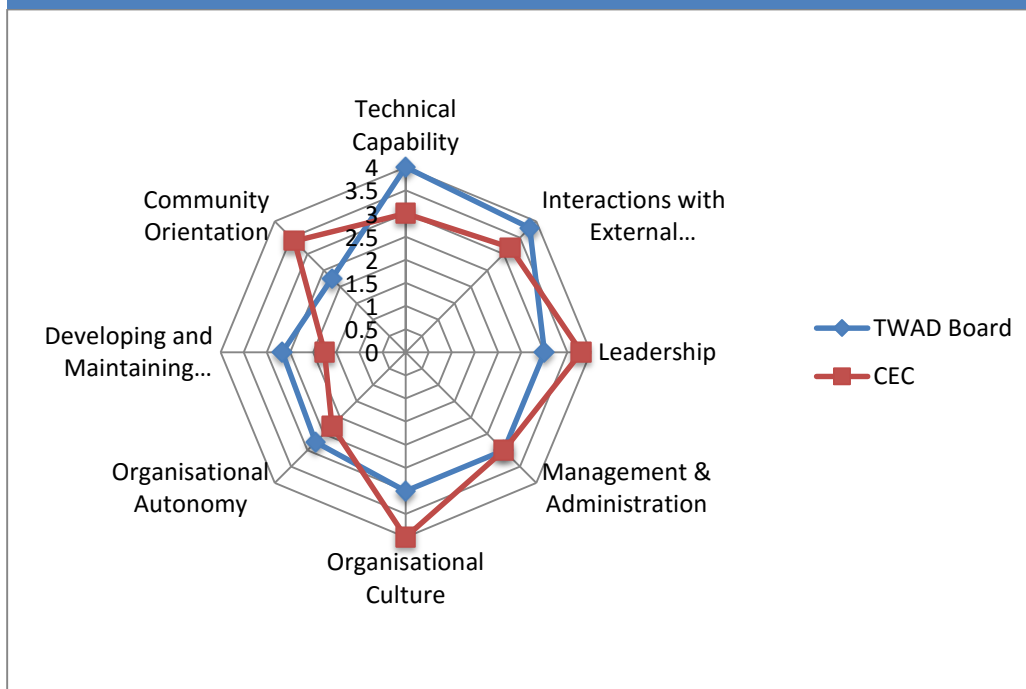 Technical
Capability
4
3.5
3
2.5
2
1.5
1
0.5
0
Interactions with
External...
Leadership
Management &
Administration
Organisational
Culture
Organisational
Autonomy
Developing and
Maintaining...
Community
Orientation
TWAD Board
CEC